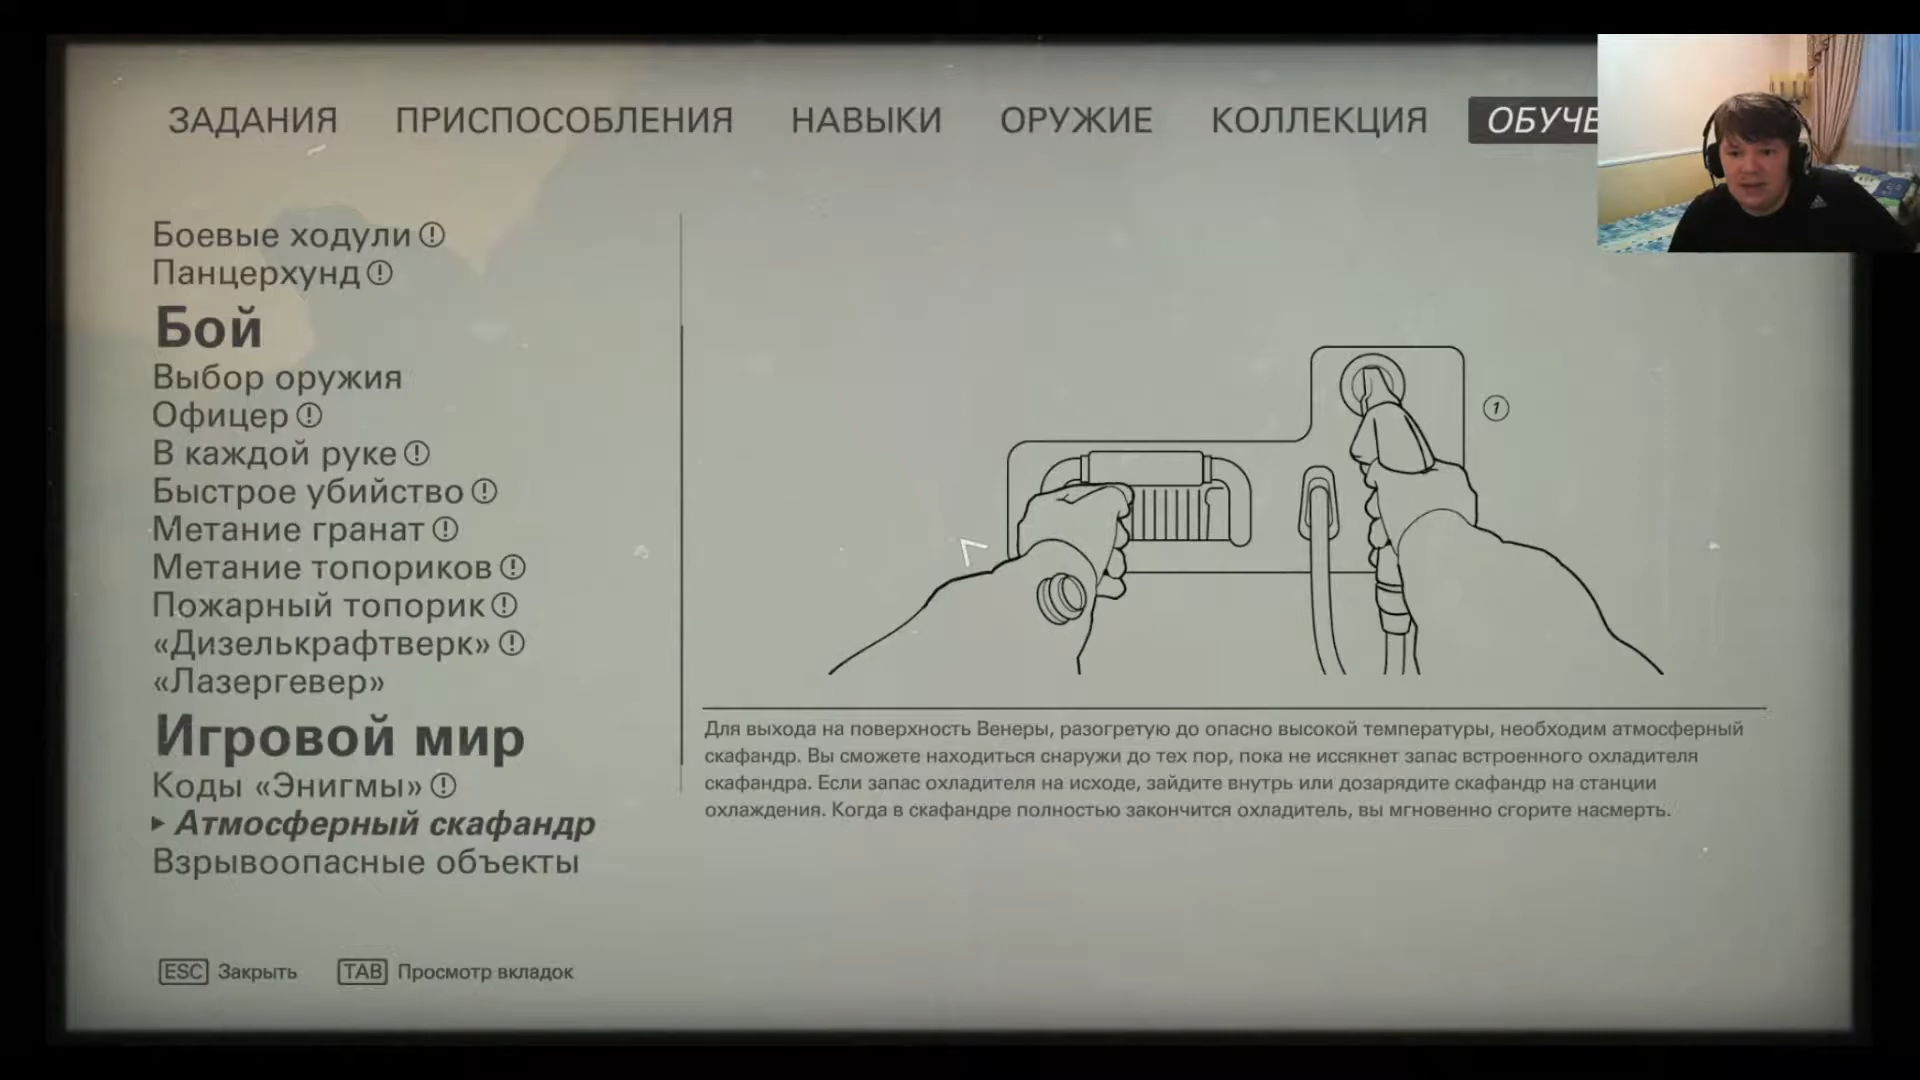 ЗАДАНИЯ ПРИСПОСОБЛЕНИЯ НАВЫКИ ОРУЖИЕ КОЛЛЕКЦИЯ ОБУЧЕ
Боевые ходули
Панцерхунд
Бой
Выбор оружия
Офицер
В каждой руке
Быстрое убийство
Метание гранат
Метание топориков
Пожарный топорик
«Дизелькрафтверк»
«Лазергевер»
Игровой мир
Коды «Энигмы»
Атмосферный скафандр
Взрывоопасные объекты
1
Для выхода на поверхность Венеры, разогретую до опасно высокой температуры, необходим атмосферный
скафандр. Вы сможете находиться снаружи до тех пор, пока не иссякнет запас встроенного охладителя
скафандра. Если запас охладителя на исходе, зайдите внутрь или дозарядите скафандр на станции
охлаждения. Когда в скафандре полностью закончится охладитель, вы мгновенно сгорите насмерть.
ESC Закрыть TAB Просмотр вкладок